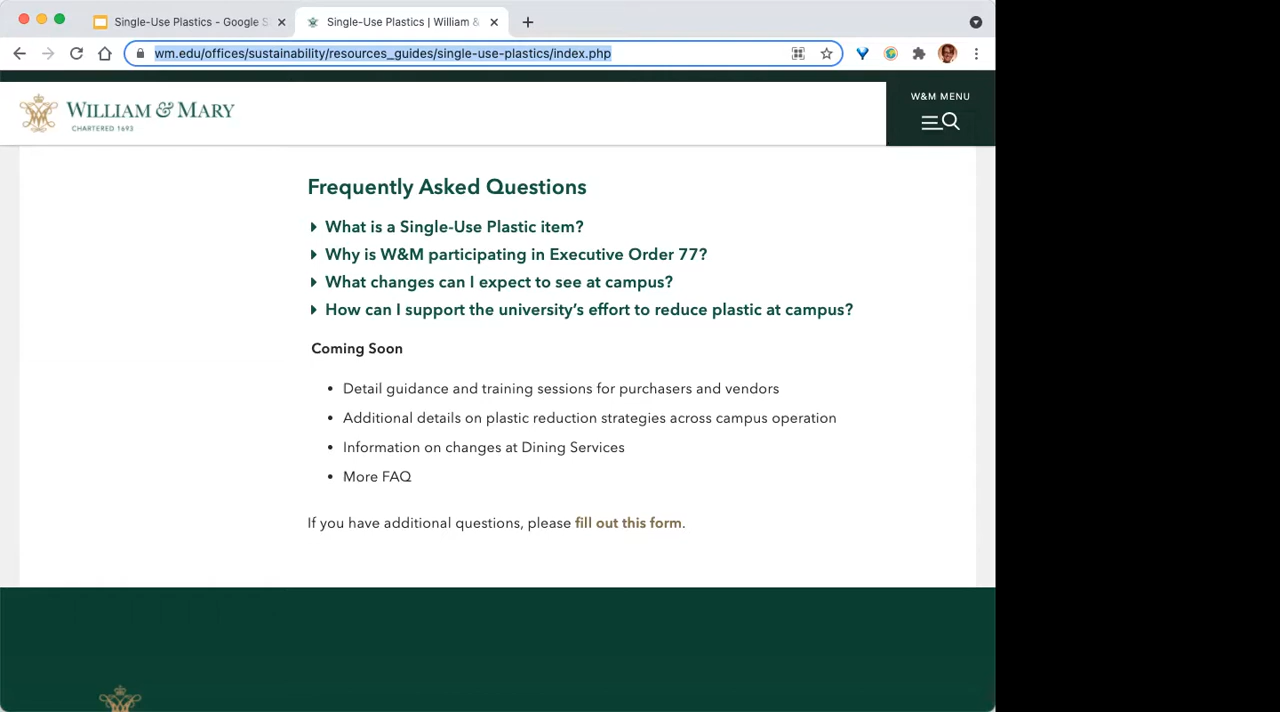 Single-Use Plastics - Google S
Single-Use Plastics | William &
wm.edu/offices/sustainability/resources_guides/single-use-plastics/index.php
WILLIAM & MARY
CHARTERED 1693
W&M MENU
Frequently Asked Questions
What is a Single-Use Plastic item?
Why is W&M participating in Executive Order 77?
What changes can I expect to see at campus?
How can I support the university's effort to reduce plastic at campus?
Coming Soon
• Detail guidance and training sessions for purchasers and vendors
• Additional details on plastic reduction strategies across campus operation
• Information on changes at Dining Services
• More FAQ
If you have additional questions, please fill out this form.